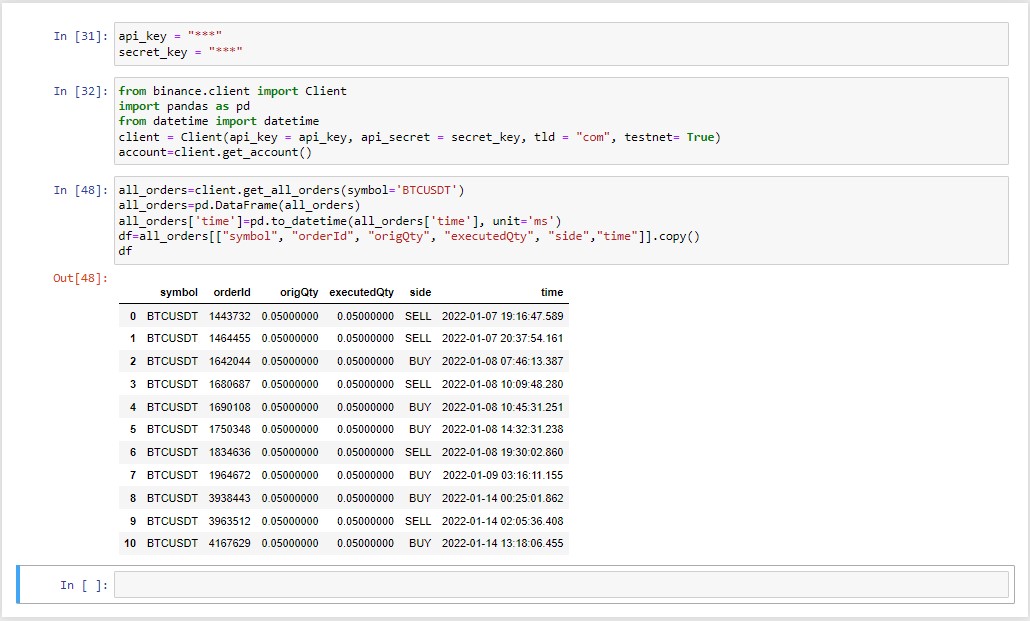 In [31]: api_key = "***"
secret_key = "***"
In [32]: from binance.client import Client
import pandas as pd
from datetime import datetime
client = Client(api_key = api_key, api_secret = secret_key, tld = "com", testnet= True)
account=client.get_account()
In [48]: all_orders=client.get_all_orders(symbol='BTCUSDT')
all_orders=pd.DataFrame(all_orders)
all_orders['time']=pd.to_datetime(all_orders['time'], unit='ms')
df=all_orders[["symbol", "orderId", "origQty", "executedQty", "side","time"]].copy()
df
Out[48]:
symbol orderId origQty executedQty side time
0 BTCUSDT 1443732 0.05000000 0.05000000 SELL 2022-01-07 19:16:47.589
1 BTCUSDT 1464455 0.05000000 0.05000000 SELL 2022-01-07 20:37:54.161
2 BTCUSDT 1642044 0.05000000 0.05000000 BUY 2022-01-08 07:46:13.387
3 BTCUSDT 1680687 0.05000000 0.05000000 SELL 2022-01-08 10:09:48.280
4 BTCUSDT 1690108 0.05000000 0.05000000 BUY 2022-01-08 10:45:31.251
5 BTCUSDT 1750348 0.05000000 0.05000000 BUY 2022-01-08 14:32:31.238
6 BTCUSDT 1834636 0.05000000 0.05000000 SELL 2022-01-08 19:30:02.860
7 BTCUSDT 1964672 0.05000000 0.05000000 BUY 2022-01-09 03:16:11.155
8 BTCUSDT 3938443 0.05000000 0.05000000 BUY 2022-01-14 00:25:01.862
9 BTCUSDT 3963512 0.05000000 0.05000000 SELL 2022-01-14 02:05:36.408
10 BTCUSDT 4167629 0.05000000 0.05000000 BUY 2022-01-14 13:18:06.455
In [ ]: